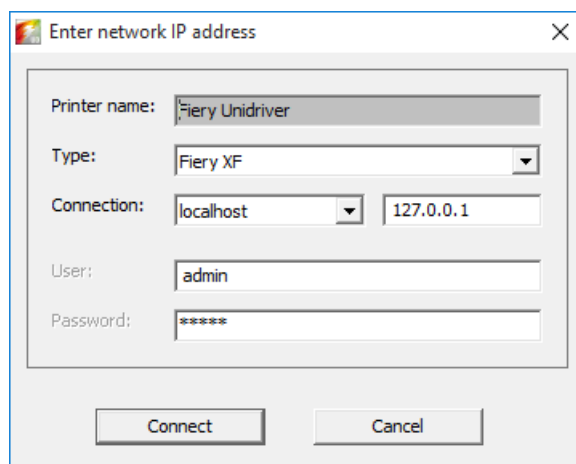 Enter network IP address
Printer name: Fiery Unidriver
Type: Fiery XF
Connection: localhost 127.0.0.1
User: admin
Password: *****
Connect Cancel